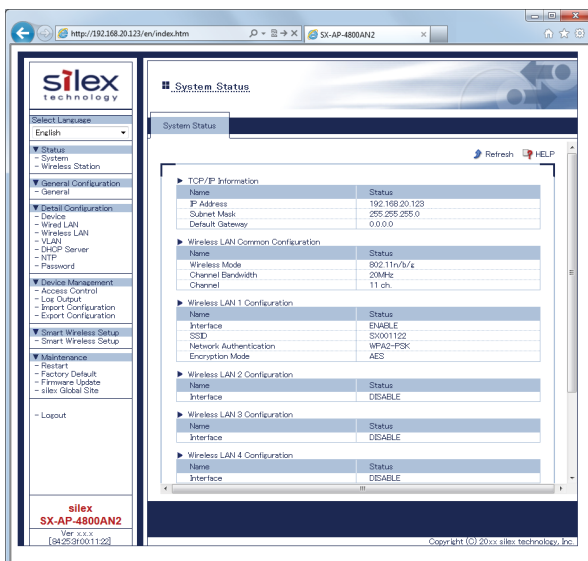 http://192.168.20.123/en/index.htm
SX-AP-4800AN2
silex
technology
System Status
Select Language
English
System Status
▼ Status
- System
- Wireless Station
▼ General Configuration
- General
▼ Detail Configuration
- Device
- Wired LAN
- Wireless LAN
- VLAN
- DHCP Server
- NTP
- Password
▼ Device Management
- Access Control
- Log Output
- Import Configuration
- Export Configuration
▼ Smart Wireless Setup
- Smart Wireless Setup
▼ Maintenance
- Restart
- Factory Default
- Firmware Update
- silex Global Site
- Logout
silex
SX-AP-4800AN2
Ver x.x.x
[84:25:3f:00:11:22]
Refresh HELP
▶ TCP/IP Information
Name Status
IP Address 192.168.20.123
Subnet Mask 255.255.255.0
Default Gateway 0.0.0.0
▶ Wireless LAN Common Configuration
Name Status
Wireless Mode 802.11n/b/g
Channel Bandwidth 20MHz
Channel 11 ch.
▶ Wireless LAN 1 Configuration
Name Status
Interface ENABLE
SSID SX001122
Network Authentication WPA2-PSK
Encryption Mode AES
▶ Wireless LAN 2 Configuration
Name Status
Interface DISABLE
▶ Wireless LAN 3 Configuration
Name Status
Interface DISABLE
▶ Wireless LAN 4 Configuration
Name Status
Interface DISABLE
Copyright (C) 20xx silex technology, Inc.